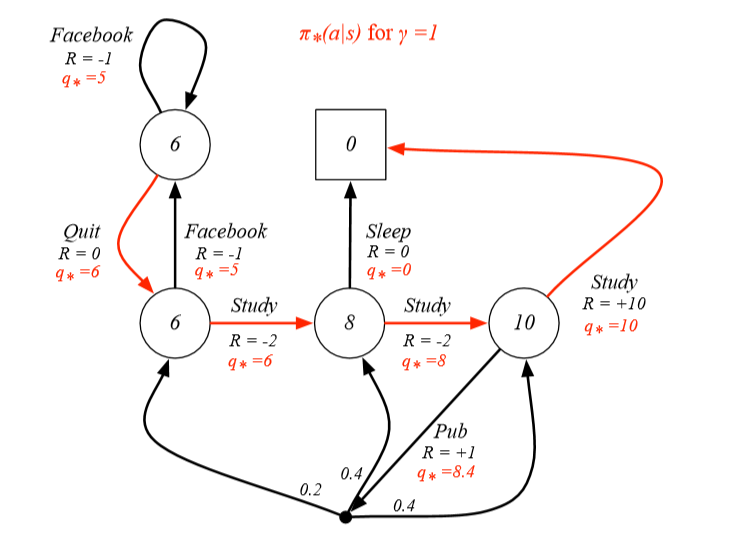 π*(a|s) for γ =1
Facebook
R = -1
q* =5
6
0
Quit
R = 0
q* =6
Facebook
R = -1
q* =5
Sleep
R = 0
q* =0
Study
R = +10
q* =10
6
Study
R = -2
q* =6
8
Study
R = -2
q* =8
10
Pub
R = +1
q* =8.4
0.2
0.4
0.4